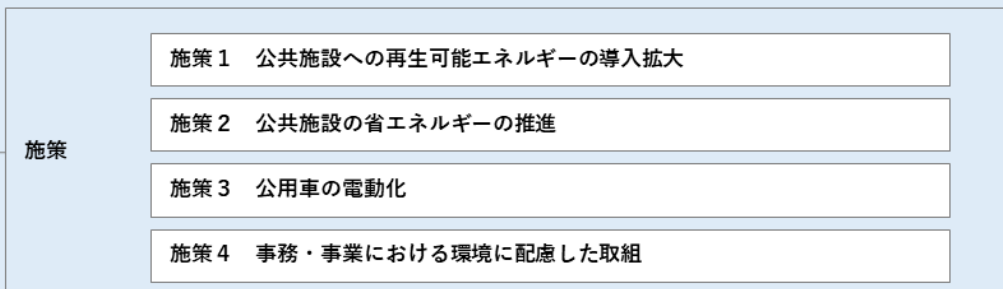 施策１　公共施設への再生可能エネルギーの導入拡大
施策２　公共施設の省エネルギーの推進
施策
施策３　公用車の電動化
施策４　事務・事業における環境に配慮した取組